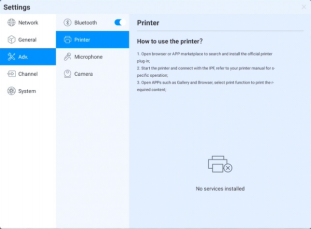 Settings
Network
General
Adv.
Channel
System
Bluetooth
Printer
Microphone
Camera
Printer
How to use the printer?
1. Open browser or APP marketplace to search and install the official printer
plug-in;
2. Start the printer and connect with the IPE refer to your printer manual for s
pecific operation;
3. Open APPs such as Gallery and Browser, select print function to print the r
equired content;
No services installed